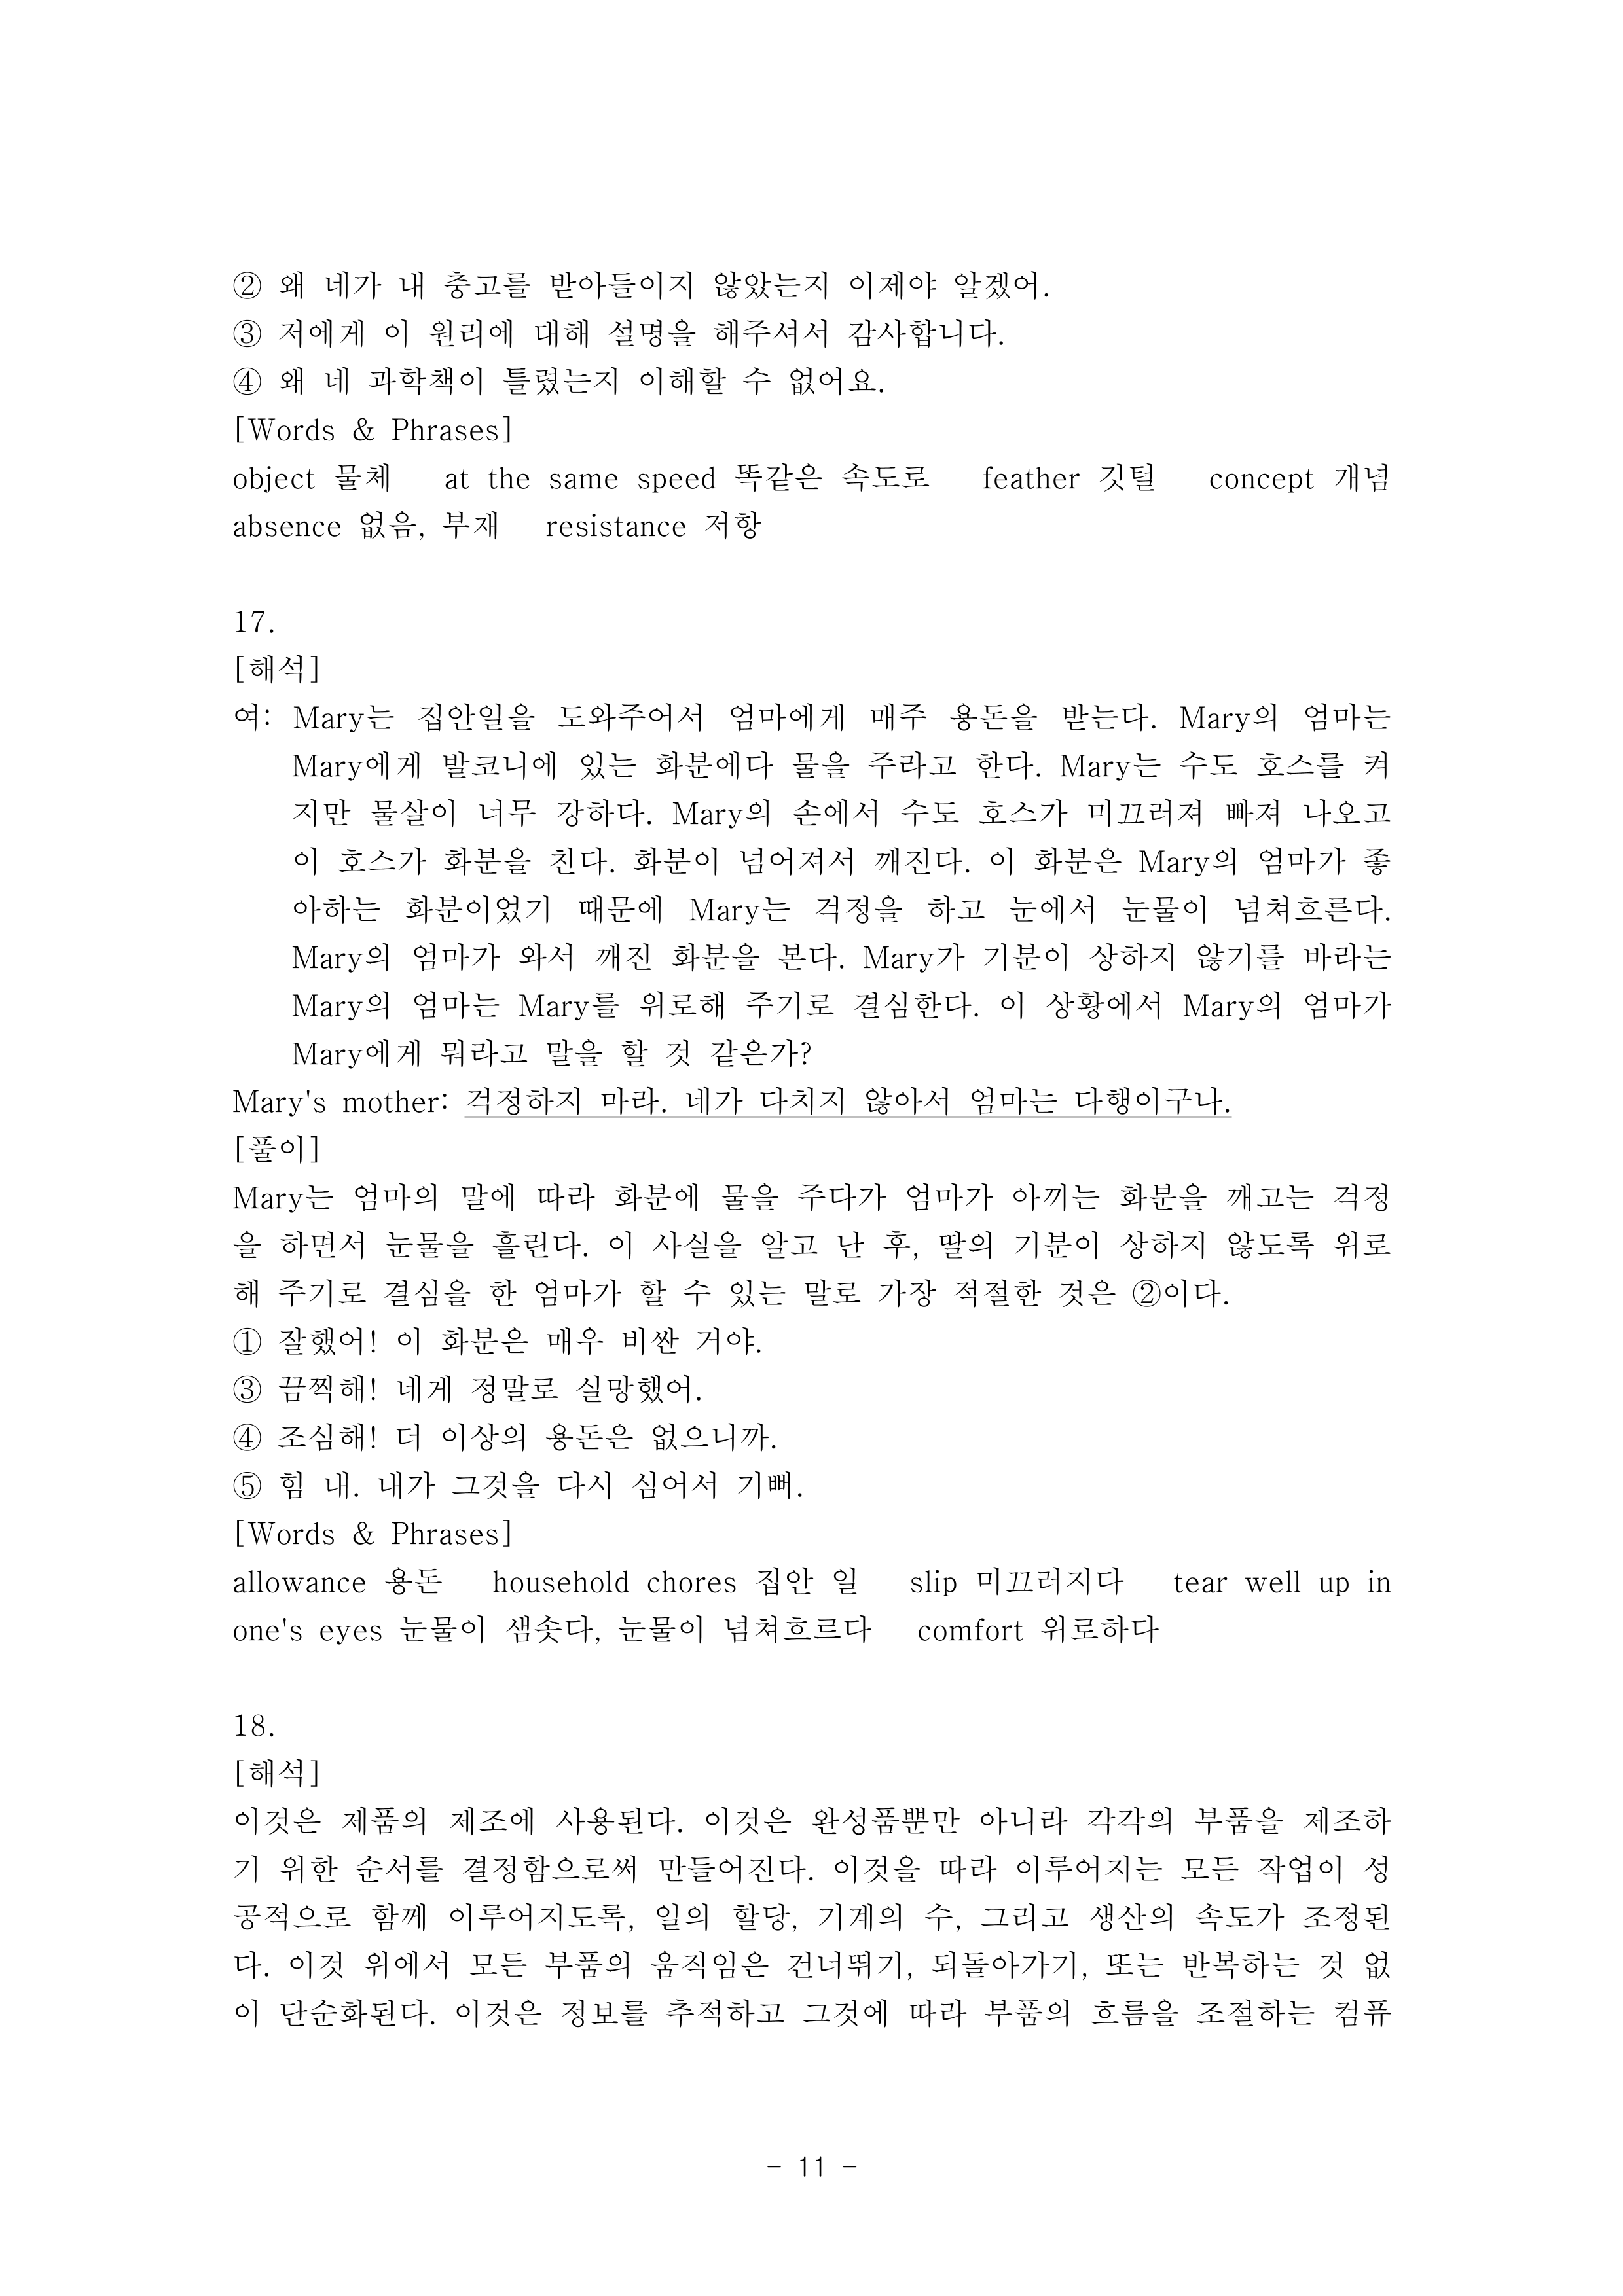 ② 왜 네가 내 충고를 받아들이지 않았는지 이제야 알겠어.
③ 저에게 이 원리에 대해 설명을 해주셔서 감사합니다.
④ 왜 네 과학책이 틀렸는지 이해할 수 없어요.
[Words & Phrases]
object 물체 at the same speed 똑같은 속도로 feather 깃털 concept 개념
absence 없음, 부재 resistance 저항
17.
[해석]
여: Mary는 집안일을 도와주어서 엄마에게 매주 용돈을 받는다. Mary의 엄마는
Mary에게 발코니에 있는 화분에다 물을 주라고 한다. Mary는 수도 호스를 켜
지만 물살이 너무 강하다. Mary의 손에서 수도 호스가 미끄러져 빠져 나오고
이 호스가 화분을 친다. 화분이 넘어져서 깨진다. 이 화분은 Mary의 엄마가 좋
아하는 화분이었기 때문에 Mary는 걱정을 하고 눈에서 눈물이 넘쳐흐른다.
Mary의 엄마가 와서 깨진 화분을 본다. Mary가 기분이 상하지 않기를 바라는
Mary의 엄마는 Mary를 위로해 주기로 결심한다. 이 상황에서 Mary의 엄마가
Mary에게 뭐라고 말을 할 것 같은가?
Mary's mother: 걱정하지 마라. 네가 다치지 않아서 엄마는 다행이구나.
[풀이]
Mary는 엄마의 말에 따라 화분에 물을 주다가 엄마가 아끼는 화분을 깨고는 걱정
을 하면서 눈물을 흘린다. 이 사실을 알고 난 후, 딸의 기분이 상하지 않도록 위로
해 주기로 결심을 한 엄마가 할 수 있는 말로 가장 적절한 것은 ②이다.
① 잘했어! 이 화분은 매우 비싼 거야.
③ 끔찍해! 네게 정말로 실망했어.
④ 조심해! 더 이상의 용돈은 없으니까.
⑤ 힘 내. 내가 그것을 다시 심어서 기뻐.
[Words & Phrases]
allowance 용돈 household chores 집안 일 slip 미끄러지다 tear well up in
one's eyes 눈물이 샘솟다, 눈물이 넘쳐흐르다 comfort 위로하다
18.
[해석]
이것은 제품의 제조에 사용된다. 이것은 완성품뿐만 아니라 각각의 부품을 제조하
기 위한 순서를 결정함으로써 만들어진다. 이것을 따라 이루어지는 모든 작업이 성
공적으로 함께 이루어지도록, 일의 할당, 기계의 수, 그리고 생산의 속도가 조정된
다. 이것 위에서 모든 부품의 움직임은 건너뛰기, 되돌아가기, 또는 반복하는 것 없
이 단순화된다. 이것은 정보를 추적하고 그것에 따라 부품의 흐름을 조절하는 컴퓨
- 11 -